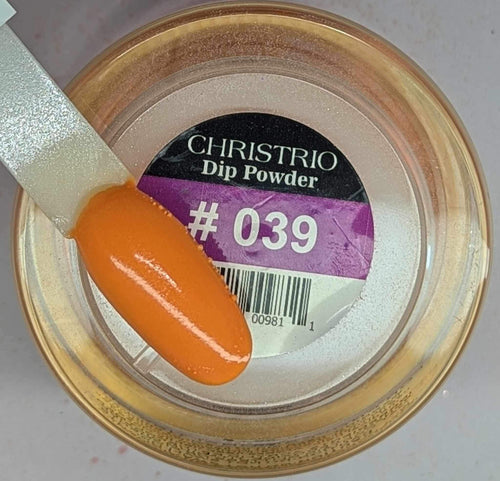 CHRISTRIO
Dip Powder
# 039
00981 1